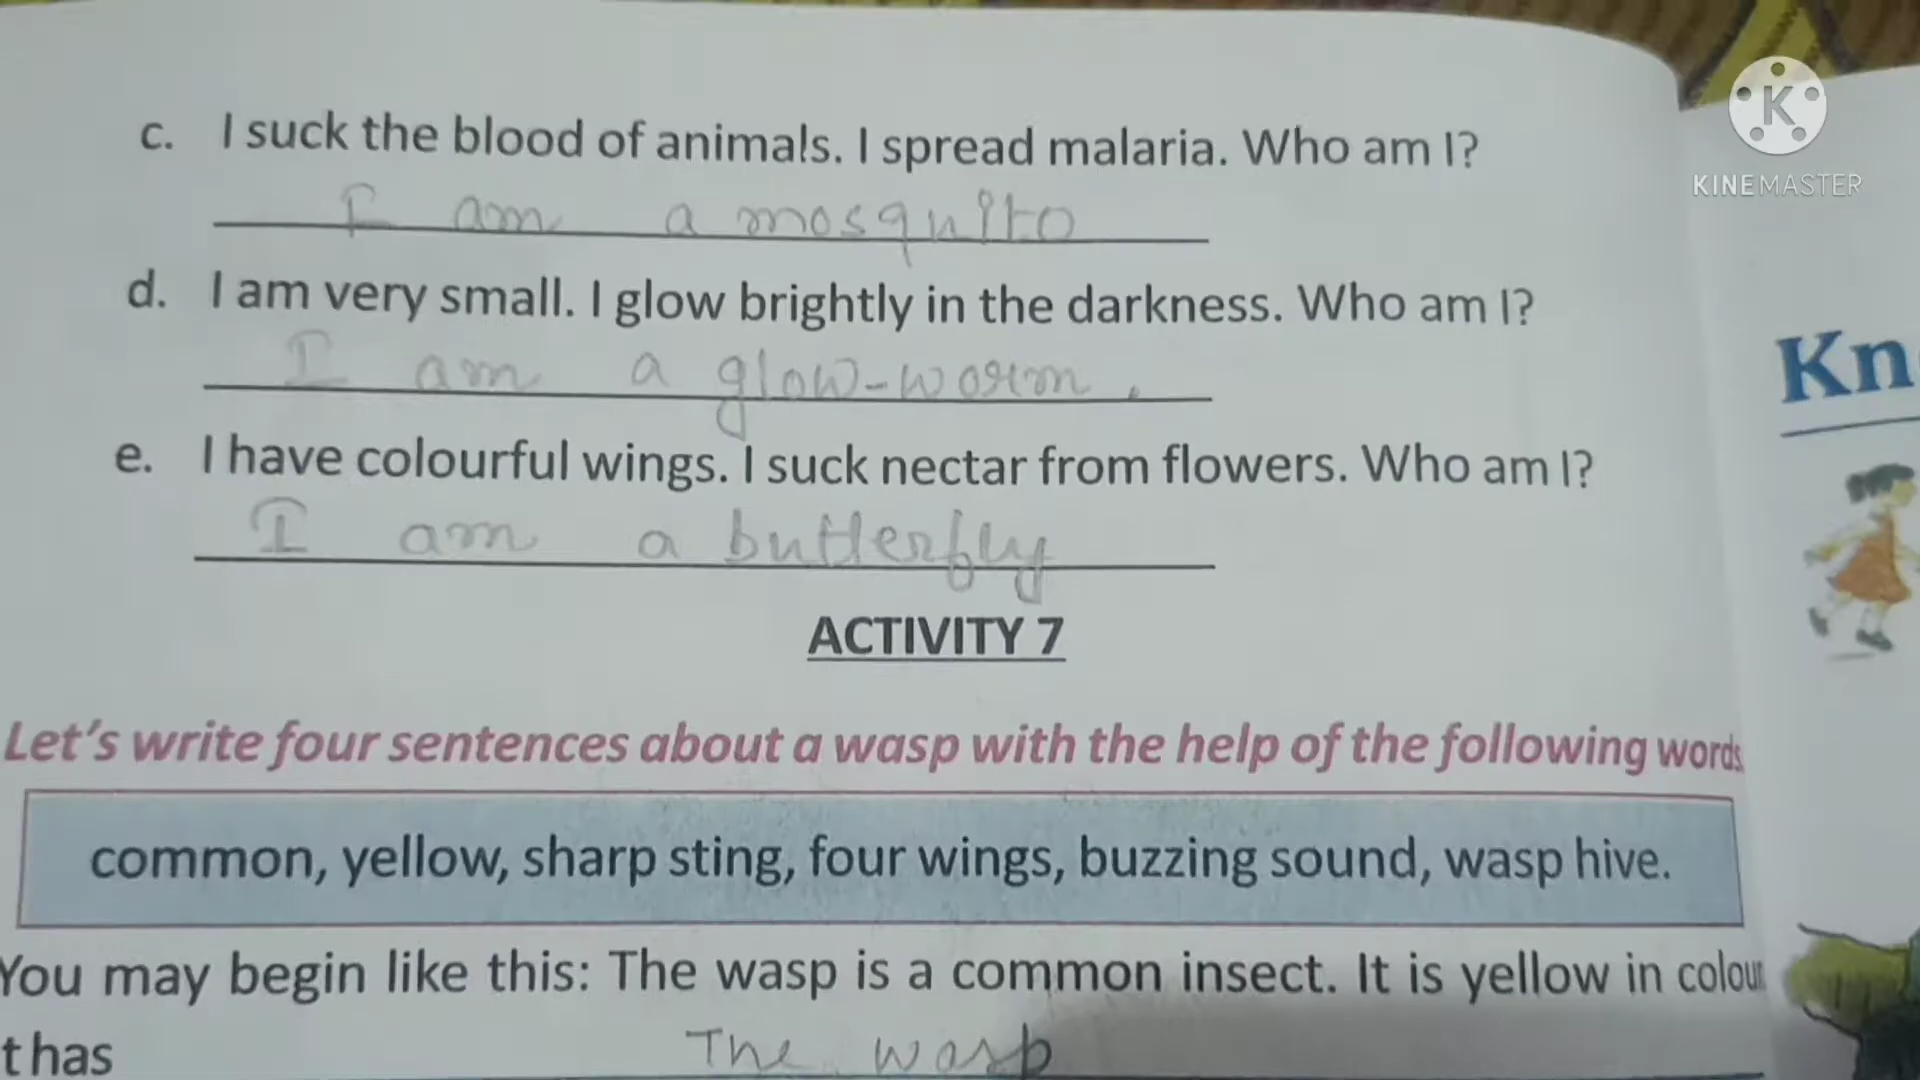 c. I suck the blood of animals. I spread malaria. Who am I?
I am a mosquito
d. I am very small. I glow brightly in the darkness. Who am I?
I am a glow-worm.
e. I have colourful wings. I suck nectar from flowers. Who am I?
I am a butterfly
ACTIVITY 7
Let's write four sentences about a wasp with the help of the following words
common, yellow, sharp sting, four wings, buzzing sound, wasp hive.
You may begin like this: The wasp is a common insect. It is yellow in colour
t has
The wasp
Kn
K
KINEMASTER